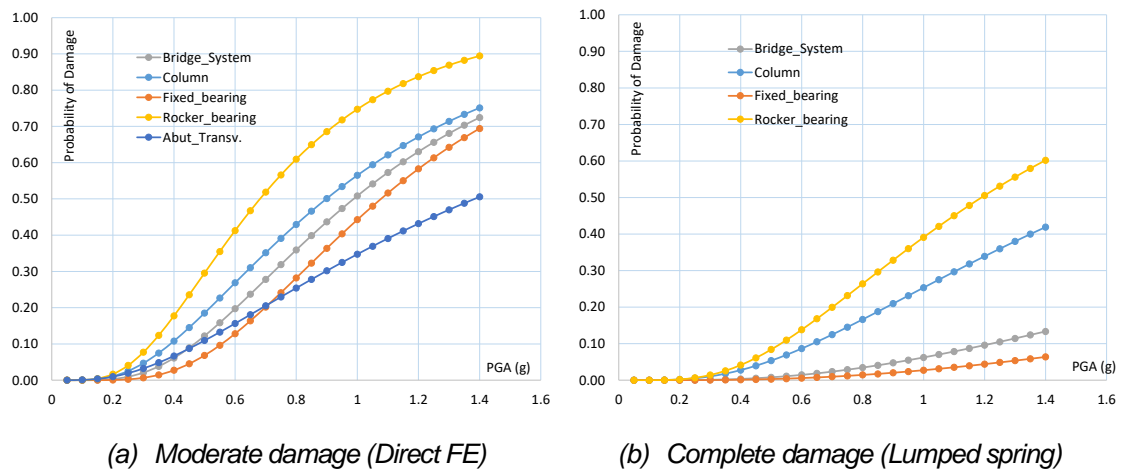 1.00
0.90
0.80
0.70
0.60
0.50
0.40
0.30
0.20
0.10
0.00
Probability of Damage
Bridge_System
Column
Fixed_bearing
Rocker_bearing
Abut_Transv.
PGA (g)
0 0.2 0.4 0.6 0.8 1 1.2 1.4 1.6
(a) Moderate damage (Direct FE)
1.00
0.90
0.80
0.70
0.60
0.50
0.40
0.30
0.20
0.10
0.00
Probability of Damage
Bridge_System
Column
Fixed_bearing
Rocker_bearing
PGA (g)
0 0.2 0.4 0.6 0.8 1 1.2 1.4 1.6
(b) Complete damage (Lumped spring)